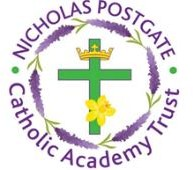 • NICHOLAS POSTGATE •
Catholic Academy Trust